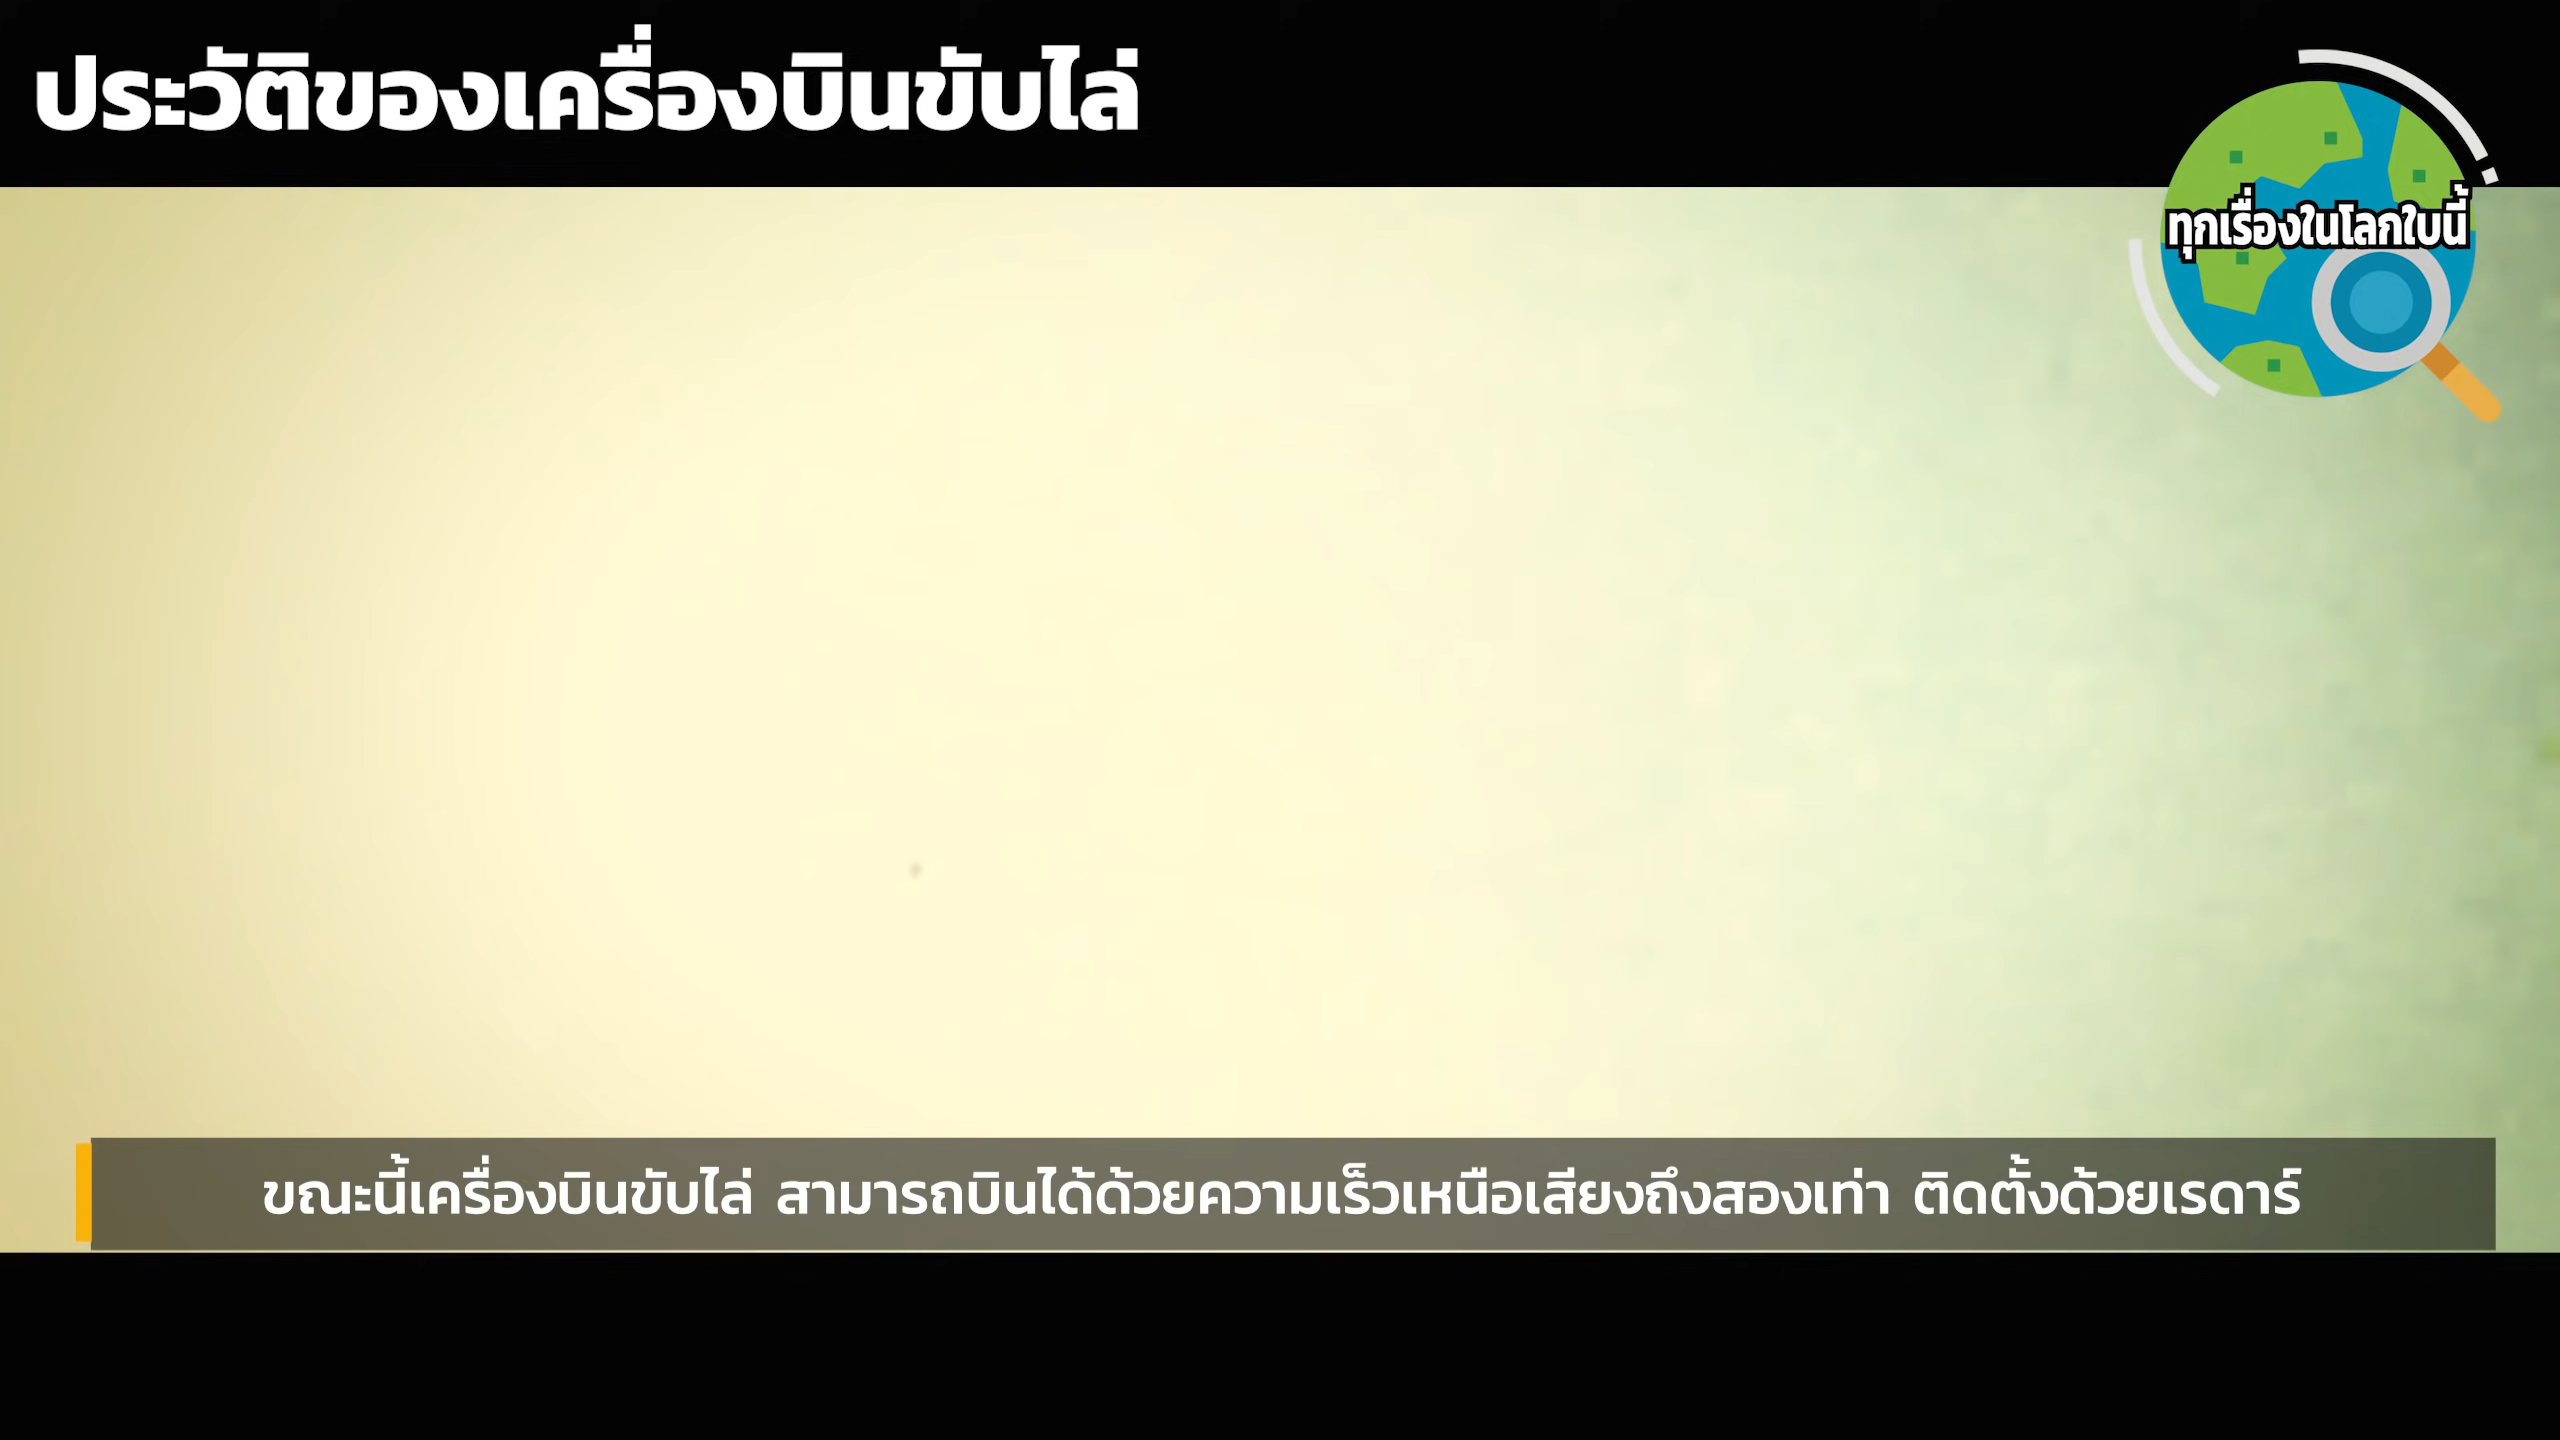 ประวัติของเครื่องบินขับไล่
ทุกเรื่องในโลกใบนี้
ขณะนี้เครื่องบินขับไล่ สามารถบินได้ด้วยความเร็วเหนือเสียงถึงสองเท่า ติดตั้งด้วยเรดาร์